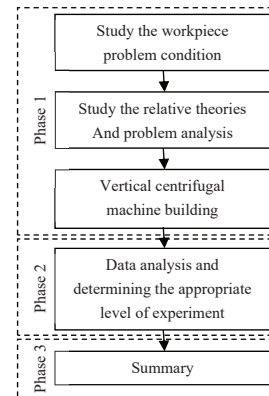 Phase 1
Study the workpiece
problem condition
Study the relative theories
And problem analysis
Vertical centrifugal
machine building
Phase 2
Data analysis and
determining the appropriate
level of experiment
Phase 3
Summary